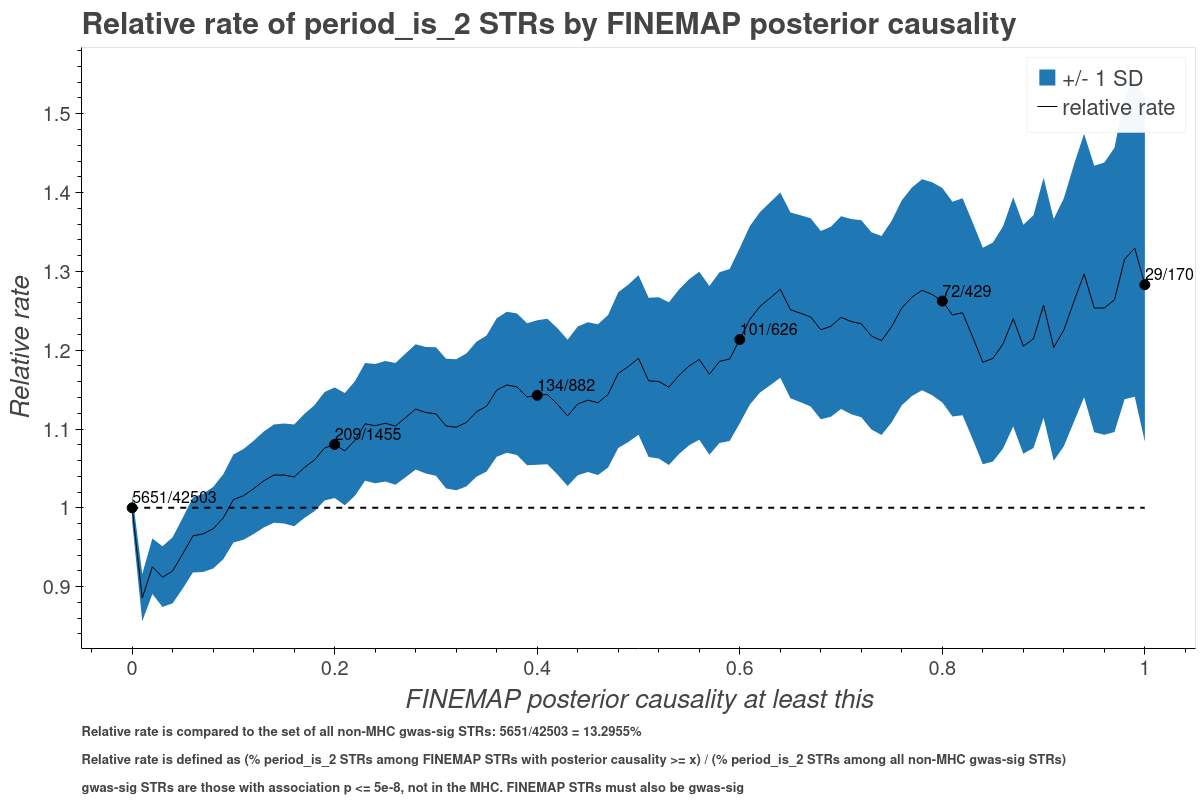 Relative rate of period_is_2 STRs by FINEMAP posterior causality
+/- 1 SD
relative rate
Relative rate
1.5
1.4
1.3
1.2
1.1
1
0.9
5651/42503
209/1455
134/882
101/626
72/429
29/170
0
0.2
0.4
0.6
0.8
1
FINEMAP posterior causality at least this
Relative rate is compared to the set of all non-MHC gwas-sig STRs: 5651/42503 = 13.2955%
Relative rate is defined as (% period_is_2 STRs among FINEMAP STRs with posterior causality >= x) / (% period_is_2 STRs among all non-MHC gwas-sig STRs)
gwas-sig STRs are those with association p <= 5e-8, not in the MHC. FINEMAP STRs must also be gwas-sig